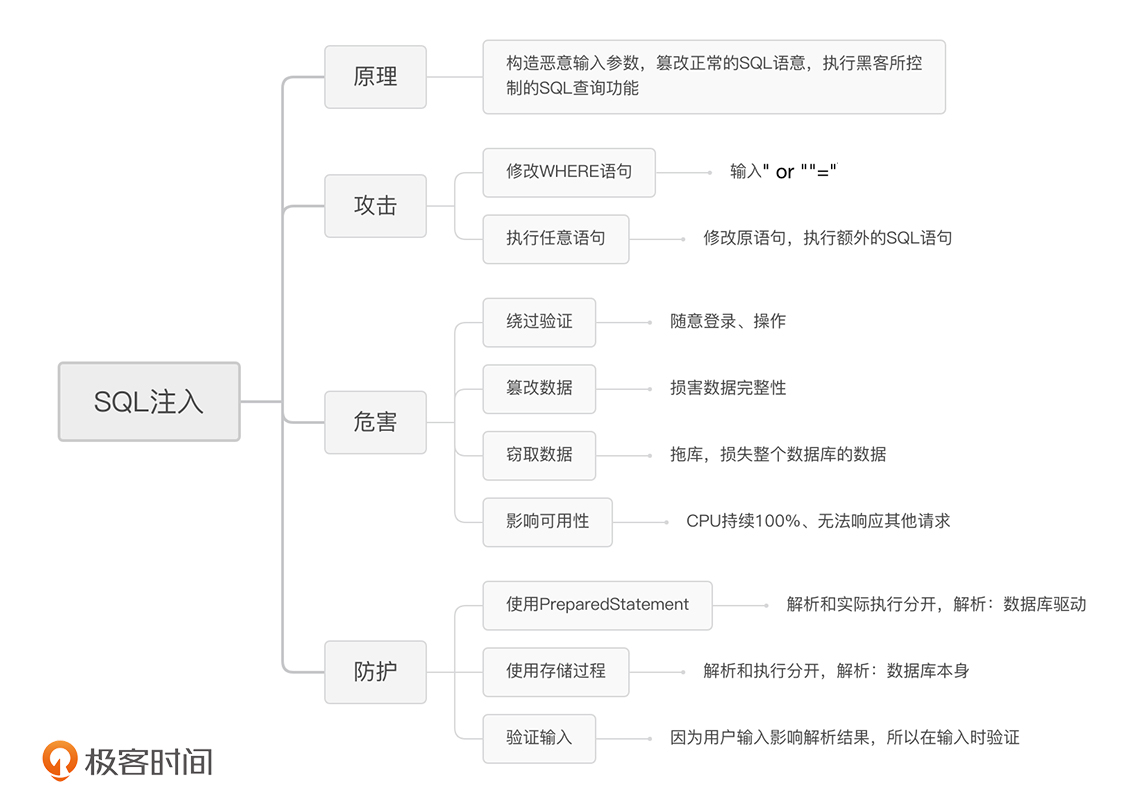 SQL注入
原理
构造恶意输入参数，篡改正常的SQL语意，执行黑客所控
制的SQL查询功能
攻击
修改WHERE语句
输入" or ""="
执行任意语句
修改原语句，执行额外的SQL语句
危害
绕过验证
随意登录、操作
篡改数据
损害数据完整性
窃取数据
拖库，损失整个数据库的数据
影响可用性
CPU持续100%、无法响应其他请求
防护
使用PreparedStatement
解析和实际执行分开，解析：数据库驱动
使用存储过程
解析和执行分开，解析：数据库本身
验证输入
因为用户输入影响解析结果，所以在输入时验证
极客时间